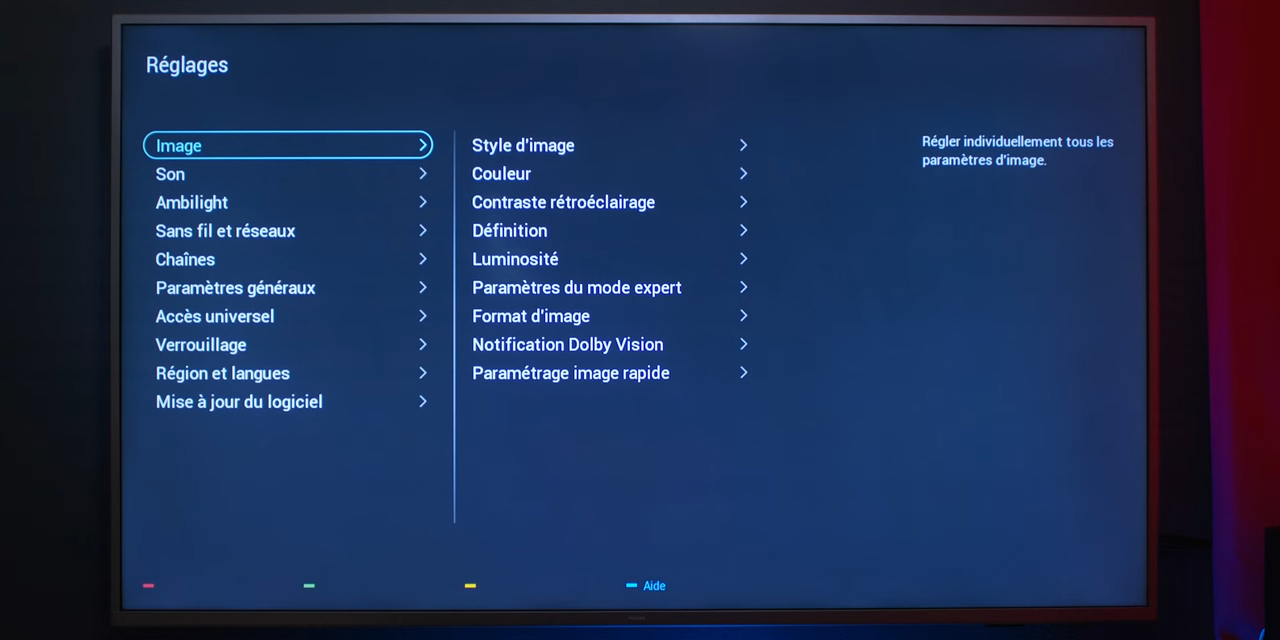 Réglages
Image
Son
Ambilight
Sans fil et réseaux
Chaînes
Paramètres généraux
Accès universel
Verrouillage
Région et langues
Mise à jour du logiciel
Style d'image
Couleur
Contraste rétroéclairage
Définition
Luminosité
Paramètres du mode expert
Format d'image
Notification Dolby Vision
Paramétrage image rapide
Régler individuellement tous les
paramètres d'image.
Aide